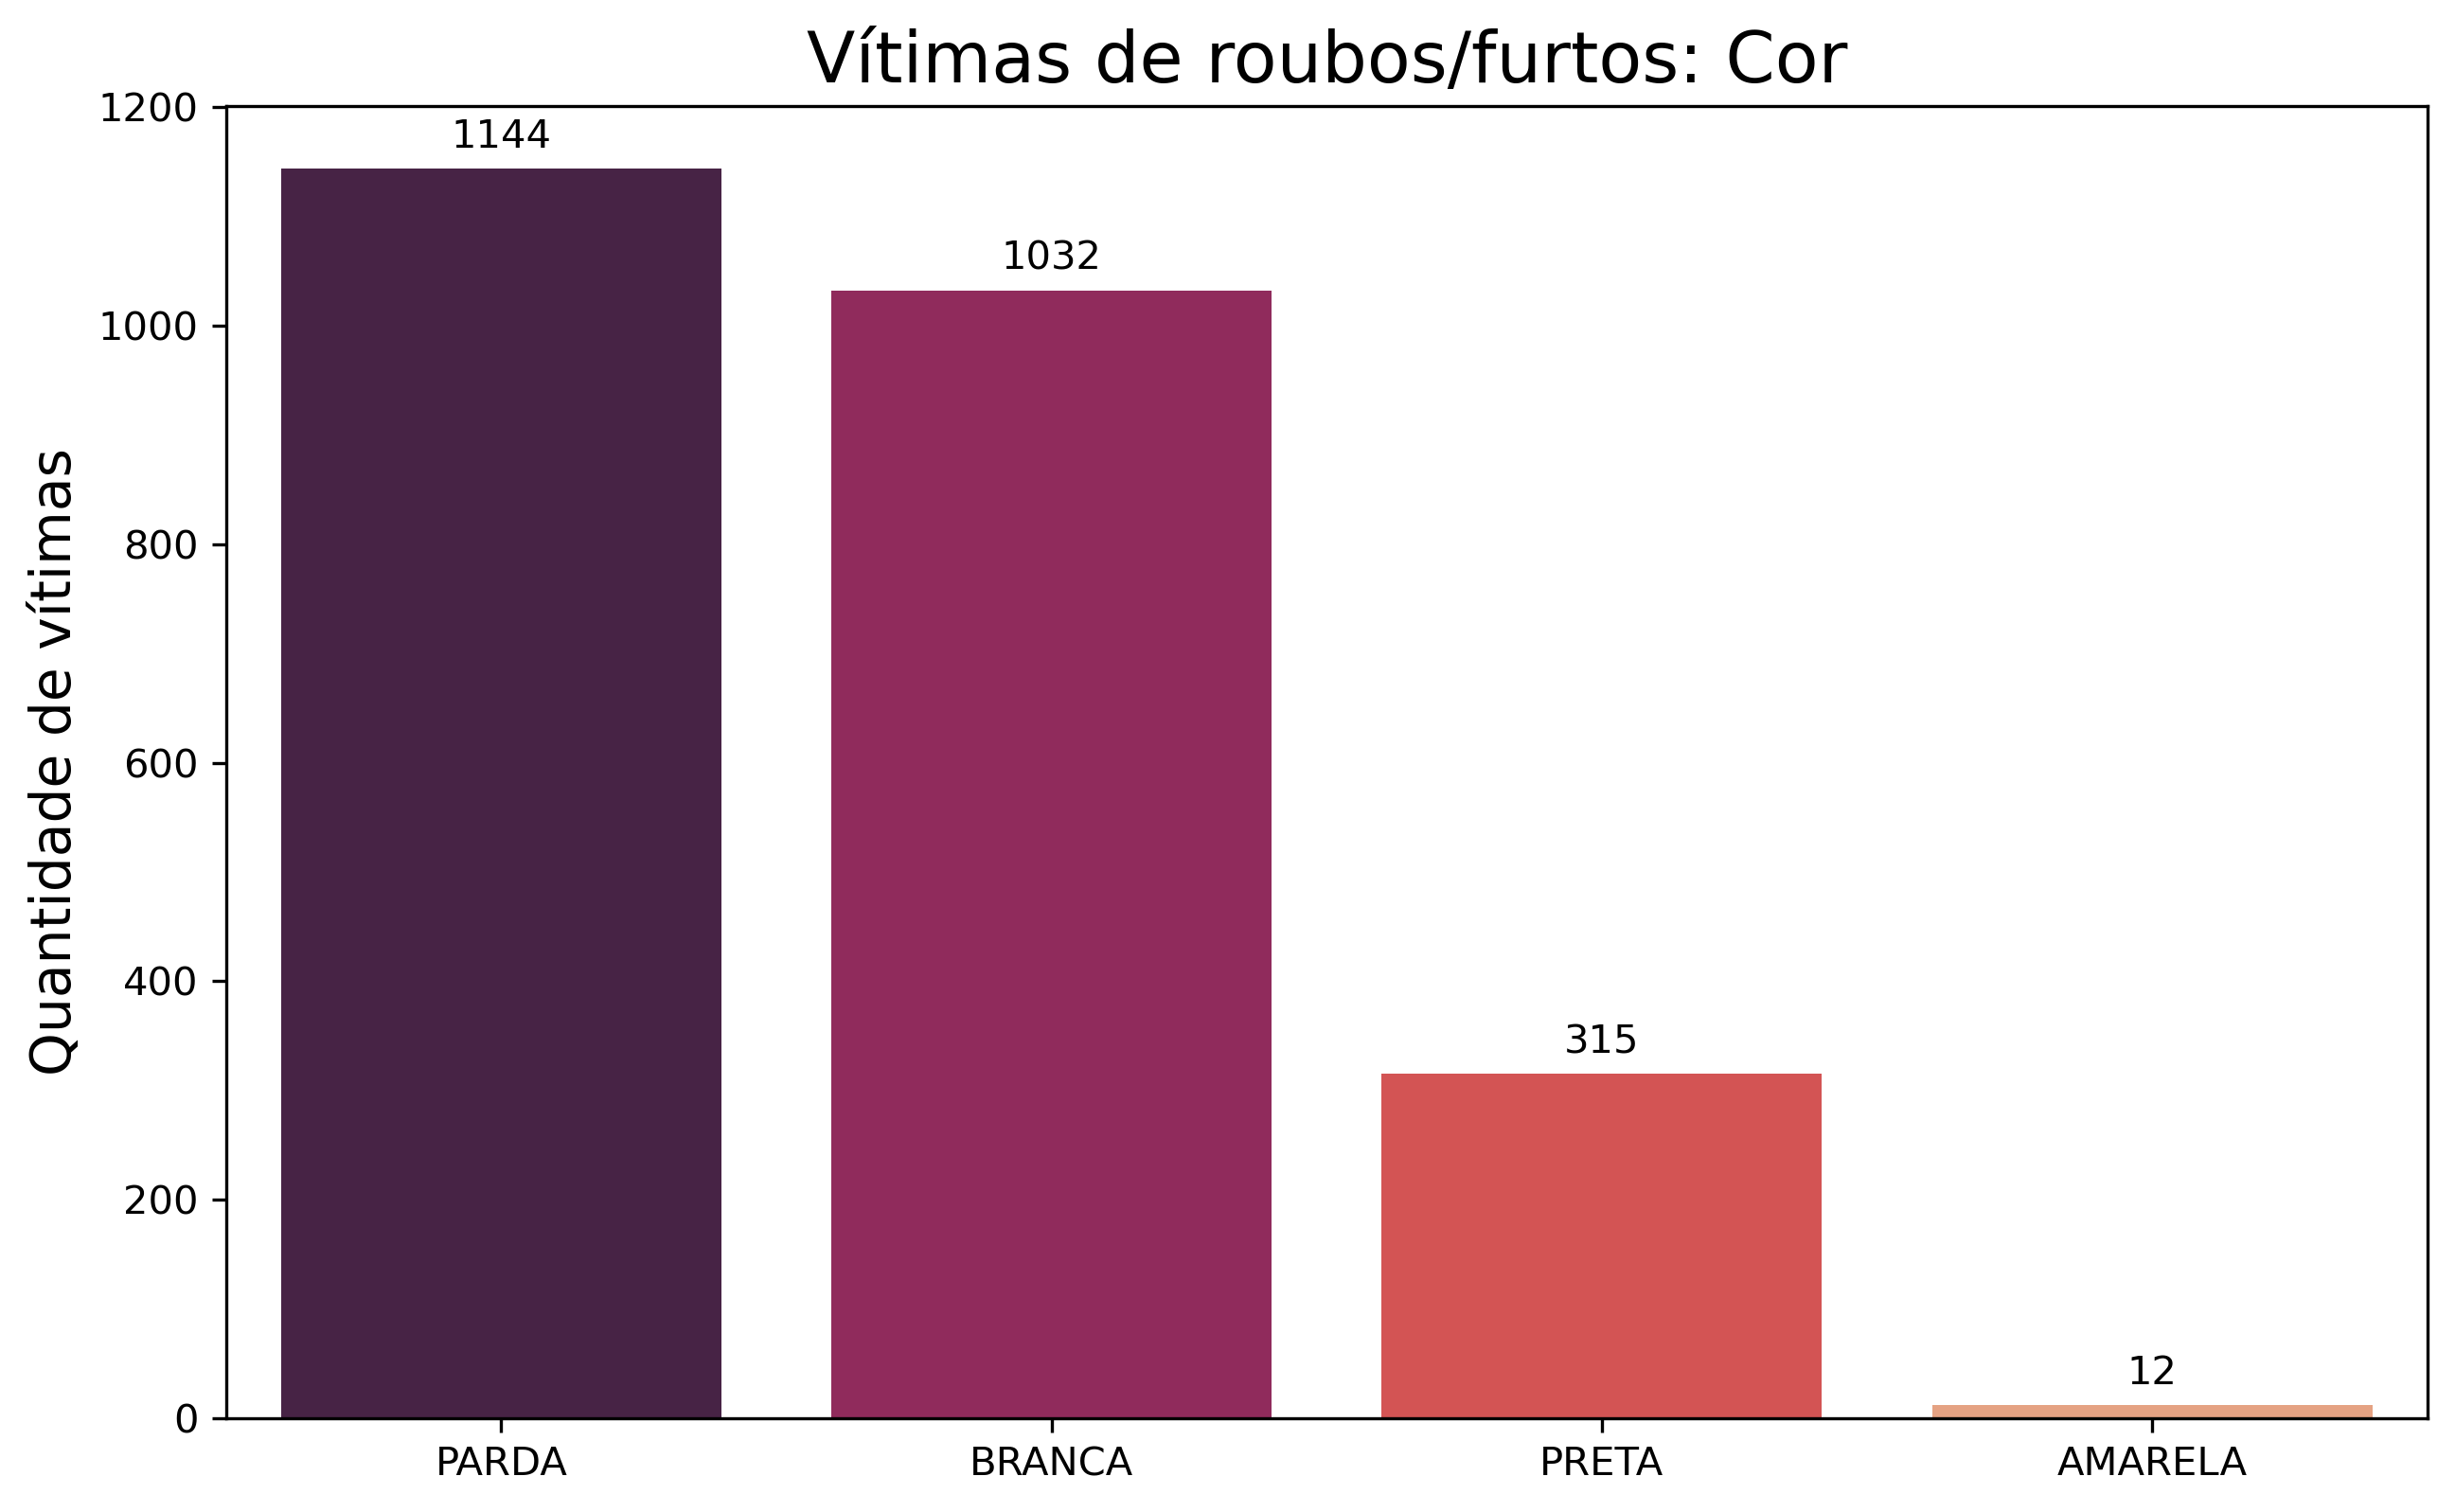 Vítimas de roubos/furtos: Cor
Quantidade de vítimas
1200
1000
800
600
400
200
0
1144
1032
315
12
PARDA
BRANCA
PRETA
AMARELA